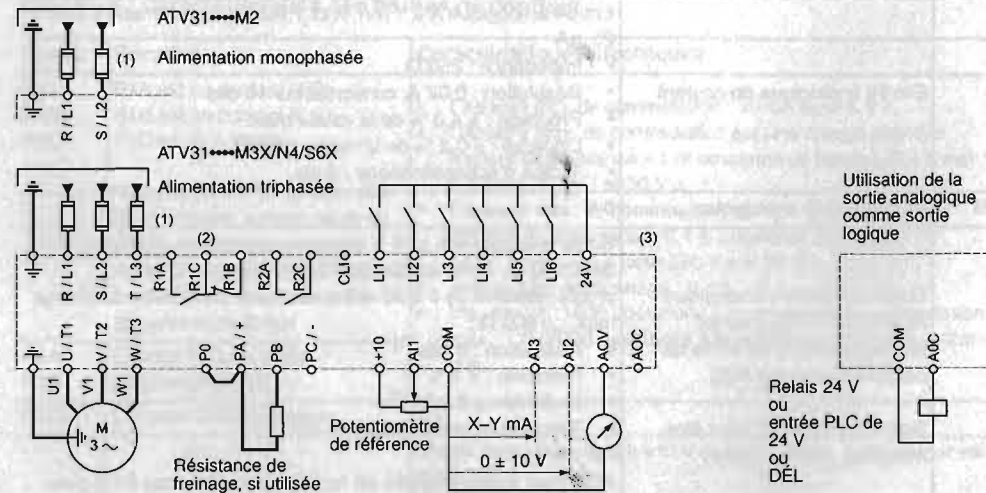 ATV31••••M2
(1) Alimentation monophasée
R / L1
S / L2
ATV31••••M3X/N4/S6X
Alimentation triphasée
(1)
Utilisation de la
sortie analogique
comme sortie
logique
(2)
(3)
R / L1
S / L2
T / L3
R1A
R1C
R1B
R2A
R2C
CLI
LI1
LI2
LI3
LI4
LI5
LI6
24V
U / T1
V / T2
W / T3
P0
PA / +
PB
PC / -
+10
AI1
COM
AI3
AI2
AOV
AOC
COM
A0C
U1
V1
W1
M
3 ~
Potentiomètre
de référence
X–Y mA
0 ± 10 V
Résistance de
freinage, si utilisée
Relais 24 V
ou
entrée PLC de
24 V
ou
DÉL